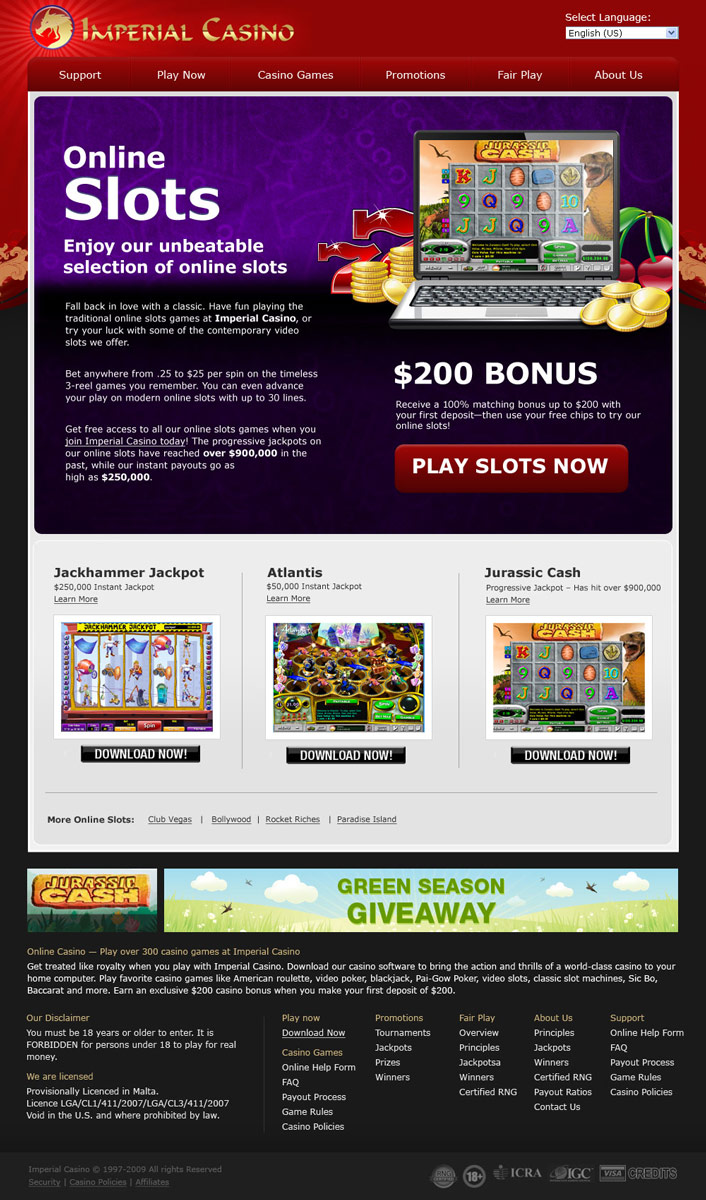 IMPERIAL CASINO
Select Language:
English (US)
Support
Play Now
Casino Games
Promotions
Fair Play
About Us
Online
Slots
Enjoy our unbeatable
selection of online slots
Fall back in love with a classic. Have fun playing the
traditional online slots games at Imperial Casino, or
try your luck with some of the contemporary video
slots we offer.
Bet anywhere from .25 to $25 per spin on the timeless
3-reel games you remember. You can even advance
your play on modern online slots with up to 30 lines.
Get free access to all our online slots games when you
join Imperial Casino today! The progressive jackpots on
our online slots have reached over $900,000 in the
past, while our instant payouts go as
high as $250,000.
JURASSIC
CASH
$200 BONUS
Receive a 100% matching bonus up to $200 with
your first deposit—then use your free chips to try our
online slots!
PLAY SLOTS NOW
Jackhammer Jackpot
$250,000 Instant Jackpot
Learn More
JACKHAMMER JACKPOT
Spin
DOWNLOAD NOW!
Atlantis
$50,000 Instant Jackpot
Learn More
Atlantis
DOWNLOAD NOW!
Jurassic Cash
Progressive Jackpot – Has hit over $900,000
Learn More
JURASSIC
CASH
DOWNLOAD NOW!
More Online Slots: Club Vegas | Bollywood | Rocket Riches | Paradise Island
JURASSIC
CASH
GREEN SEASON
GIVEAWAY
Online Casino — Play over 300 casino games at Imperial Casino
Get treated like royalty when you play with Imperial Casino. Download our casino software to bring the action and thrills of a world-class casino to your
home computer. Play favorite casino games like American roulette, video poker, blackjack, Pai-Gow Poker, video slots, classic slot machines, Sic Bo,
Baccarat and more. Earn an exclusive $200 casino bonus when you make your first deposit of $200.
Our Disclaimer
You must be 18 years or older to enter. It is
FORBIDDEN for persons under 18 to play for real
money.
We are licensed
Provisionally Licenced in Malta.
Licence LGA/CL1/411/2007/LGA/CL3/411/2007
Void in the U.S. and where prohibited by law.
Play now
Download Now
Casino Games
Online Help Form
FAQ
Payout Process
Game Rules
Casino Policies
Promotions
Tournaments
Jackpots
Prizes
Winners
Fair Play
Overview
Principles
Jackpotsa
Winners
Certified RNG
About Us
Principles
Jackpots
Winners
Certified RNG
Payout Ratios
Contact Us
Support
Online Help Form
FAQ
Payout Process
Game Rules
Casino Policies
Imperial Casino © 1997-2009 All rights Reserved
Security | Casino Policies | Affiliates
RNG
18+
ICRA
IGC
VISA
CREDITS